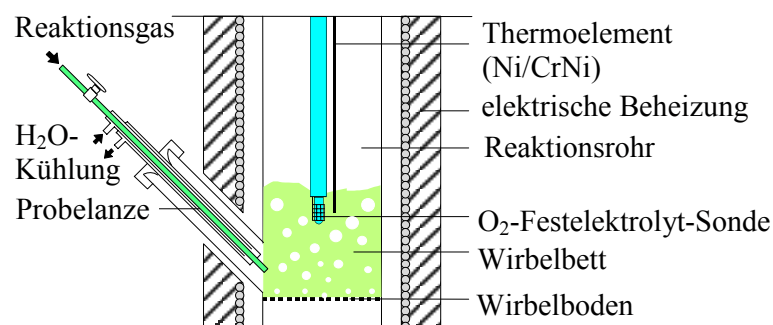 Reaktionsgas
H₂O-
Kühlung
Probelanze
Thermoelement
(Ni/CrNi)
elektrische Beheizung
Reaktionsrohr
O₂-Festelektrolyt-Sonde
Wirbelbett
Wirbelboden